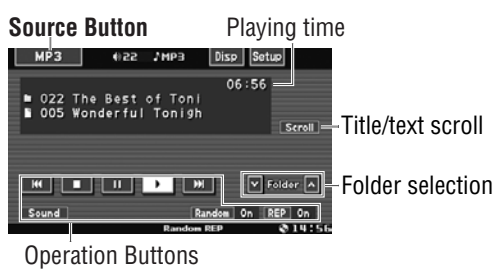 Source Button Playing time
MP3 22 MP3 Disp Setup
06:56
022 The Best of Toni
005 Wonderful Tonigh
Scroll Title/text scroll
Folder Folder selection
Sound Random On REP On
Random REP 14:56
Operation Buttons